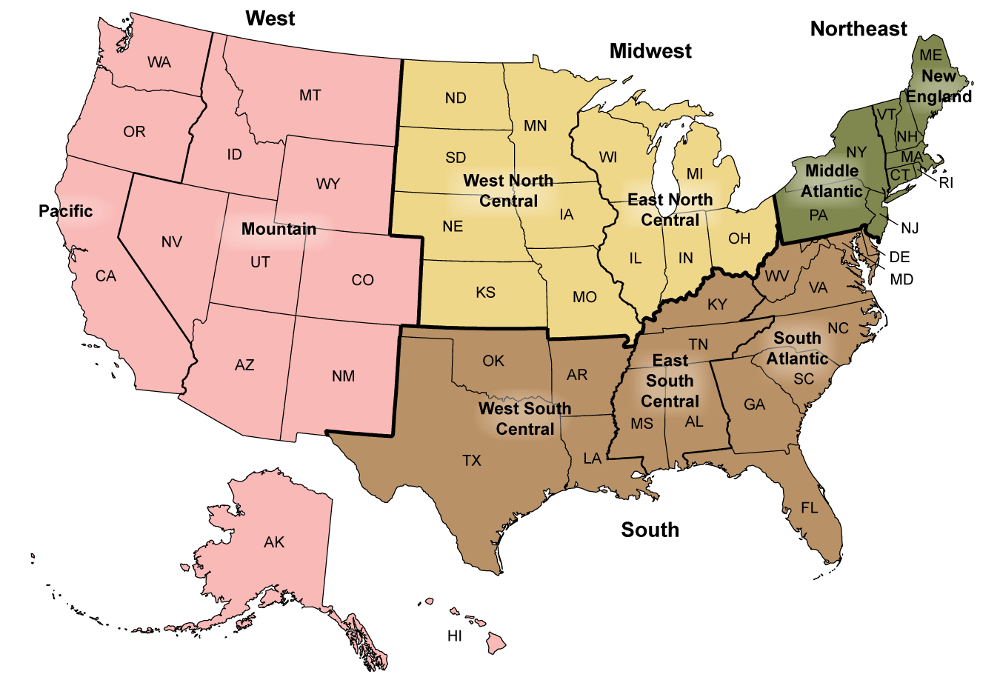 West
Midwest
Northeast
WA
MT
ND
MN
ME
New
England
OR
ID
WY
SD
WI
MI
VT
NH
NY
MA
CT
RI
Middle
Atlantic
PA
NJ
Pacific
Mountain
West North
Central
East North
Central
NE
IA
NV
UT
CO
CA
KS
MO
IL
IN
OH
DE
MD
WV
VA
KY
AZ
NM
OK
AR
TN
NC
South
Atlantic
SC
East
South
Central
West South
Central
MS
AL
GA
TX
LA
FL
South
AK
HI